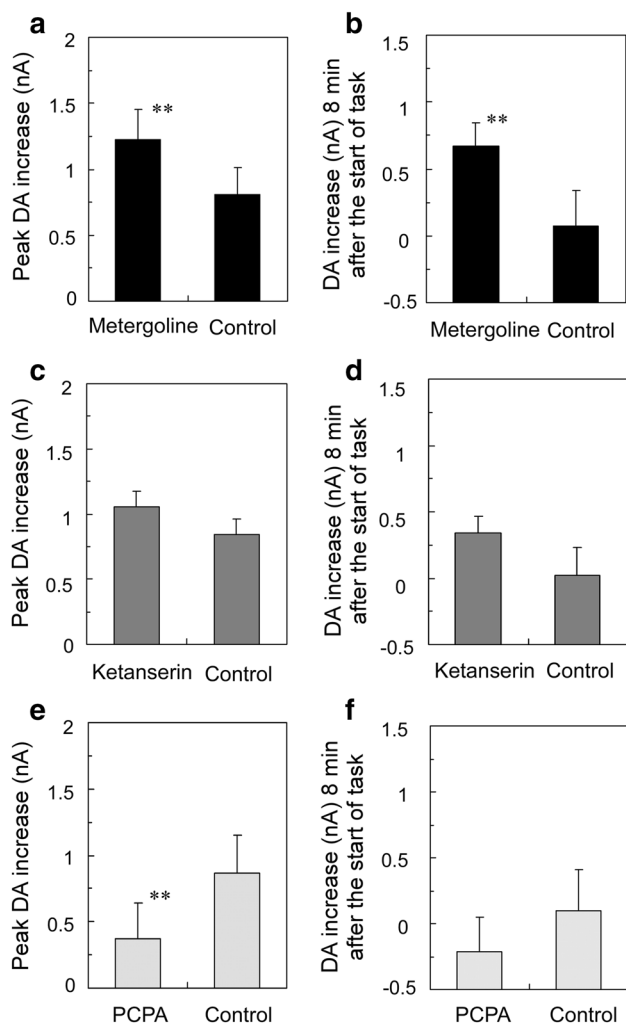 a
Peak DA increase (nA)
2
1.5
1
0.5
0
**
Metergoline Control
b
DA increase (nA) 8 min
after the start of task
1.5
1
0.5
0
-0.5
**
Metergoline Control
c
Peak DA increase (nA)
2
1.5
1
0.5
0
Ketanserin Control
d
DA increase (nA) 8 min
after the start of task
1.5
1
0.5
0
-0.5
Ketanserin Control
e
Peak DA increase (nA)
2
1.5
1
0.5
0
**
PCPA Control
f
DA increase (nA) 8 min
after the start of task
1.5
1
0.5
0
-0.5
PCPA Control